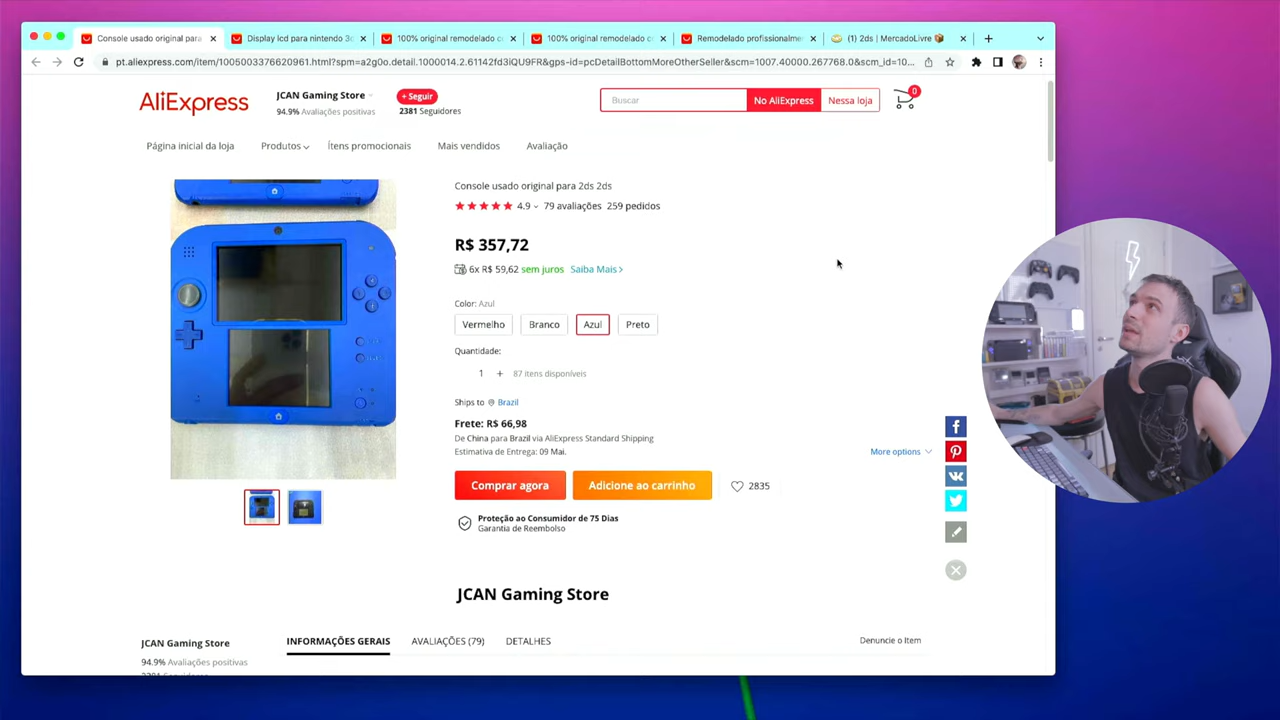 Console usado original para
Display lcd para nintendo 3
100% original remodelado c
100% original remodelado c
Remodelado profissionalme
(1) 2ds | MercadoLivre
pt.aliexpress.com/item/1005003376620961.html?spm=a2g0o.detail.1000014.2.61142fd3iQU9FR&gps-id=pcDetailBottomMoreOtherSeller&scm=1007.40000.267768.0&scm_id=10...
AliExpress
JCAN Gaming Store
94.9% Avaliações positivas
+ Seguir
2381 Seguidores
Buscar
No AliExpress
Nessa loja
0
Página inicial da loja
Produtos
Ítens promocionais
Mais vendidos
Avaliação
Console usado original para 2ds 2ds
4.9
79 avaliações
259 pedidos
R$ 357,72
6x R$ 59,62 sem juros Saiba Mais
Color: Azul
Vermelho
Branco
Azul
Preto
Quantidade:
1 +
87 itens disponíveis
Ships to Brazil
Frete: R$ 66,98
De China para Brazil via AliExpress Standard Shipping
Estimativa de Entrega: 09 Mai.
More options
Comprar agora
Adicione ao carrinho
2835
Proteção ao Consumidor de 75 Dias
Garantia de Reembolso
JCAN Gaming Store
JCAN Gaming Store
94.9% Avaliações positivas
INFORMAÇÕES GERAIS
AVALIAÇÕES (79)
DETALHES
Denuncie o Item